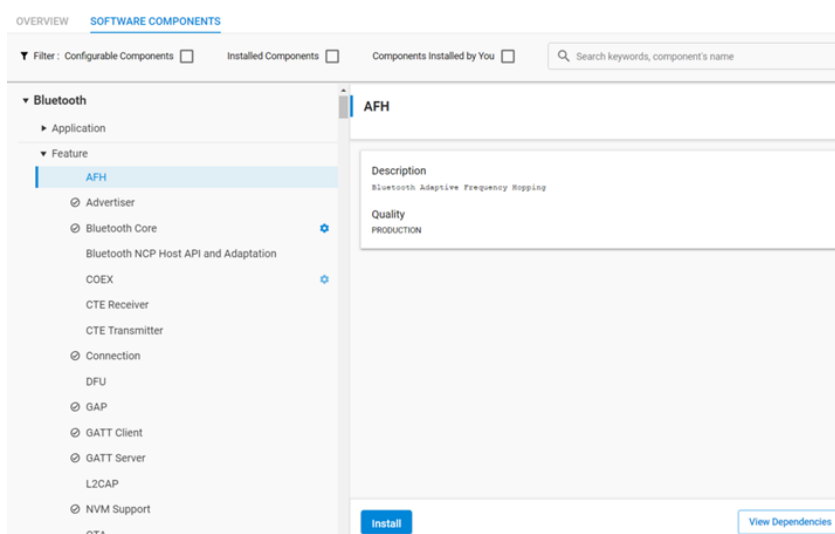 OVERVIEW SOFTWARE COMPONENTS
Filter : Configurable Components Installed Components Components Installed by You Search keywords, component's name
Bluetooth
Application
Feature
AFH
Advertiser
Bluetooth Core
Bluetooth NCP Host API and Adaptation
COEX
CTE Receiver
CTE Transmitter
Connection
DFU
GAP
GATT Client
GATT Server
L2CAP
NVM Support
AFH
Description
Bluetooth Adaptive Frequency Hopping
Quality
PRODUCTION
Install View Dependencies